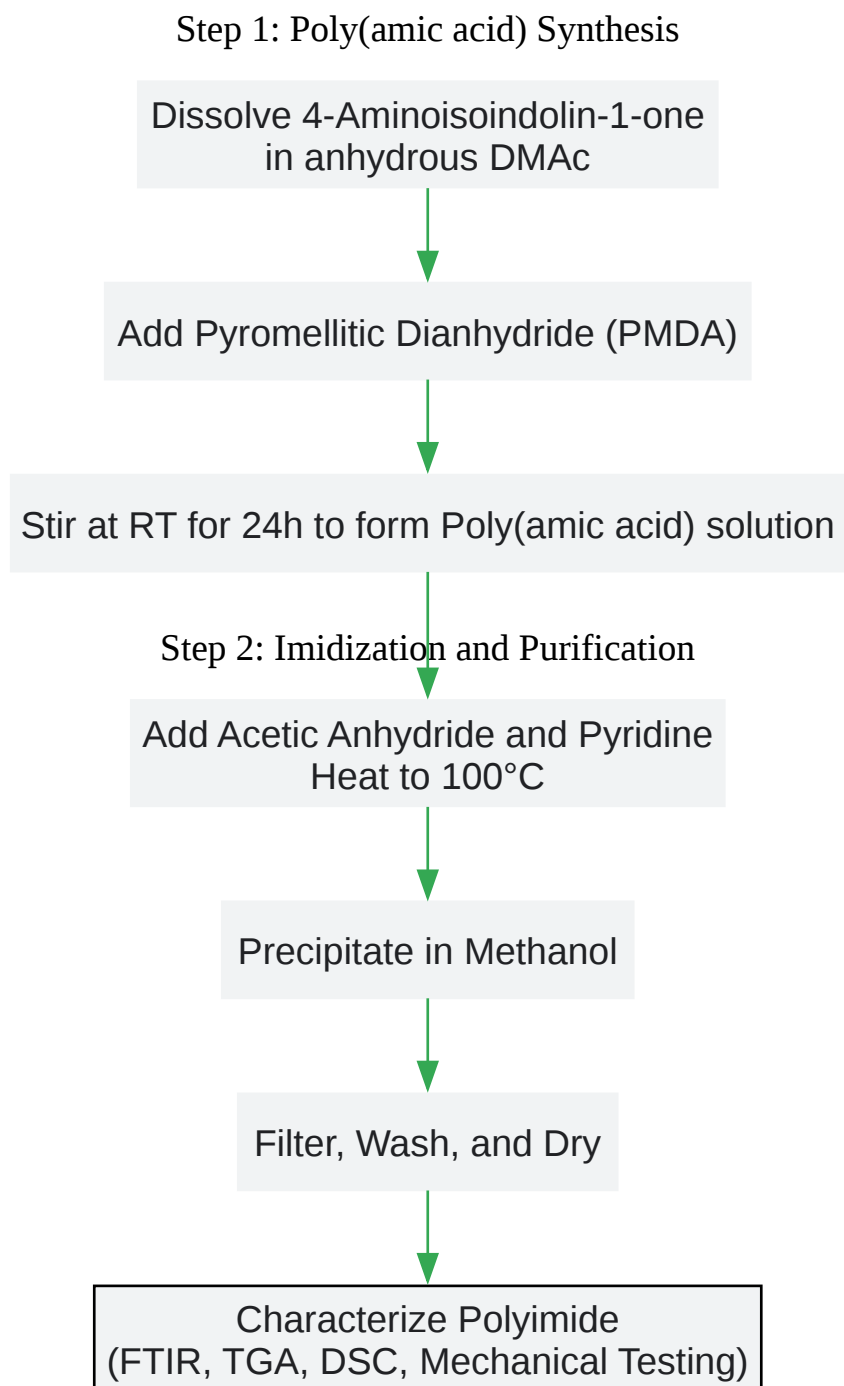 Step 1: Poly(amic acid) Synthesis
Dissolve 4-Aminoisoindolin-1-one
in anhydrous DMAc
Add Pyromellitic Dianhydride (PMDA)
Stir at RT for 24h to form Poly(amic acid) solution
Step 2: Imidization and Purification
Add Acetic Anhydride and Pyridine
Heat to 100°C
Precipitate in Methanol
Filter, Wash, and Dry
Characterize Polyimide
(FTIR, TGA, DSC, Mechanical Testing)